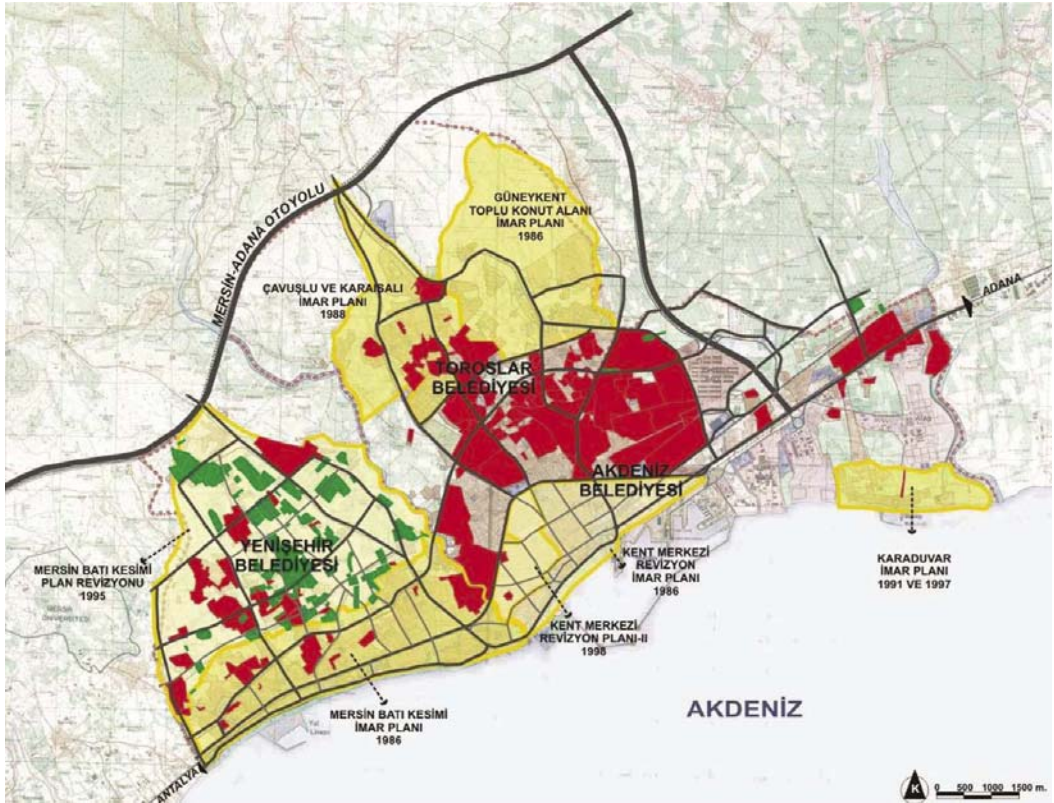 GÜNEYKENT
TOPLU KONUT ALANI
İMAR PLANI
1986
MERSİN-ADANA OTOYOLU
ÇAVUŞLU VE KARAİSALI
İMAR PLANI
1988
ADANA
TOROSLAR
BELEDİYESİ
AKDENİZ
BELEDİYESİ
YENİŞEHİR
BELEDİYESİ
MERSİN BATI KESİMİ
PLAN REVİZYONU
1995
KENT MERKEZİ
REVİZYON
İMAR PLANI
1986
KARADUVAR
İMAR PLANI
1991 VE 1997
KENT MERKEZİ
REVİZYON PLANI-II
1998
MERSİN BATI KESİMİ
İMAR PLANI
1986
AKDENİZ
ANTALYA
K
0 500 1000 1500 m.